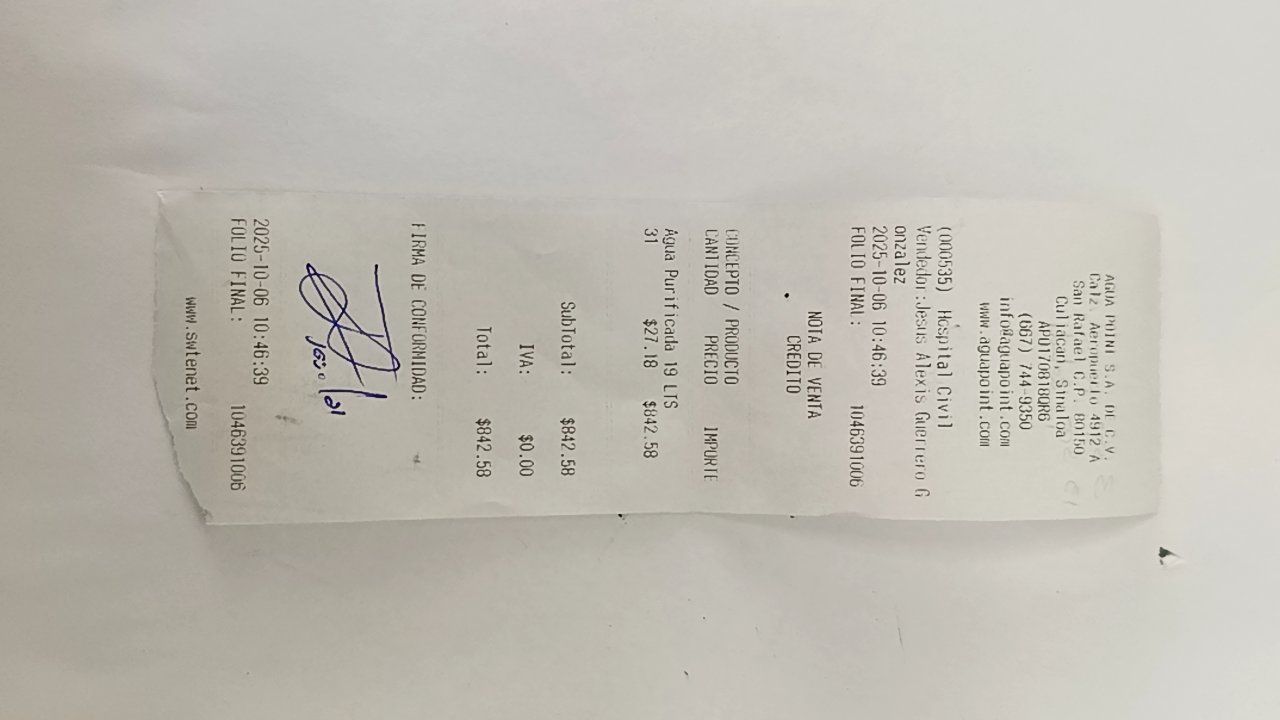 AGUA POINT S.A. DE C.V.
Calz. Aeropuerto 4912 A
San Rafael C.P. 80150
Culiacan, Sinaloa
APO170818QR6
(667) 744-9350
info@aguapoint.com
www.aguapoint.com
(000535) Hospital Civil
Vendedor:Jesus Alexis Guerrero G
onzalez
2025-10-06 10:46:39
FOLIO FINAL: 1046391006
NOTA DE VENTA
CREDITO
CONCEPTO / PRODUCTO
CANTIDAD PRECIO IMPORTE
Agua Purificada 19 LTS
31 $27.18 $842.58
SubTotal: $842.58
IVA: $0.00
Total: $842.58
FIRMA DE CONFORMIDAD:
2025-10-06 10:46:39
FOLIO FINAL: 1046391006
www.swtenet.com